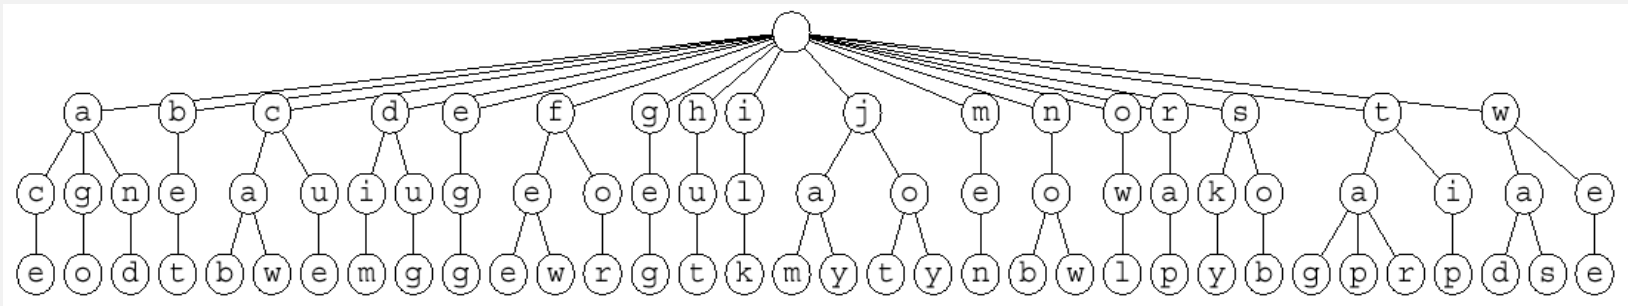 a b c d e f g h i j m n o r s t w
c g n e a u i u g e o e u l a o e o w a k o a i a e
e o d t b w e m g g e w r g t k m y t y n b w l p y b g p r p d s e